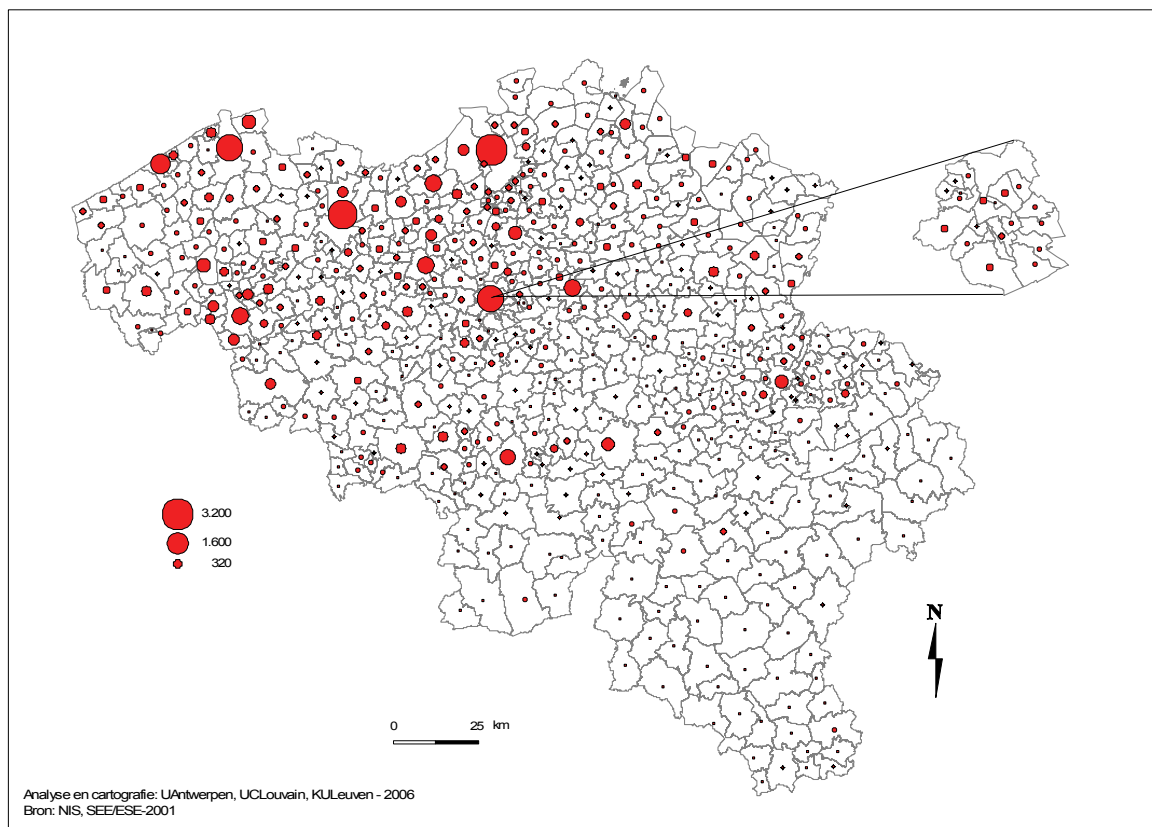 3.200
1.600
320
N
0 25 km
Analyse en cartografie: UAntwerpen, UCLouvain, KULeuven - 2006
Bron: NIS, SEE/ESE-2001